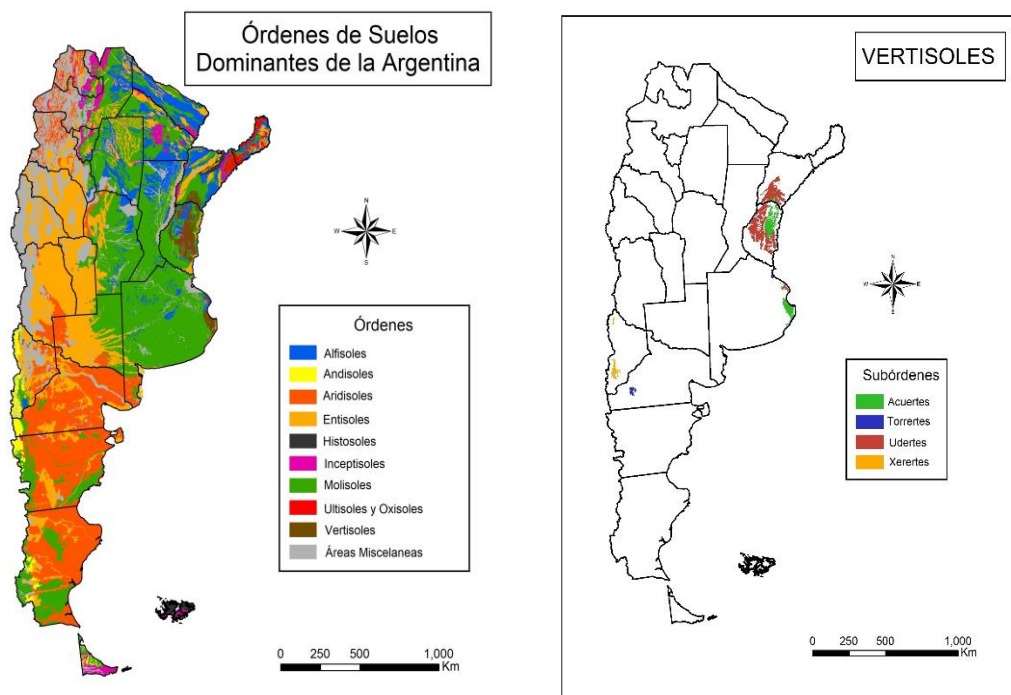 Órdenes de Suelos
Dominantes de la Argentina
N
W E
S
Órdenes
Alfisoles
Andisoles
Aridisoles
Entisoles
Histosoles
Inceptisoles
Molisoles
Ultisoles y Oxisoles
Vertisoles
Áreas Miscelaneas
0 250 500 1,000
Km
VERTISOLES
N
W E
S
Subórdenes
Acuertes
Torrertes
Udertes
Xerertes
0 250 500 1,000
Km